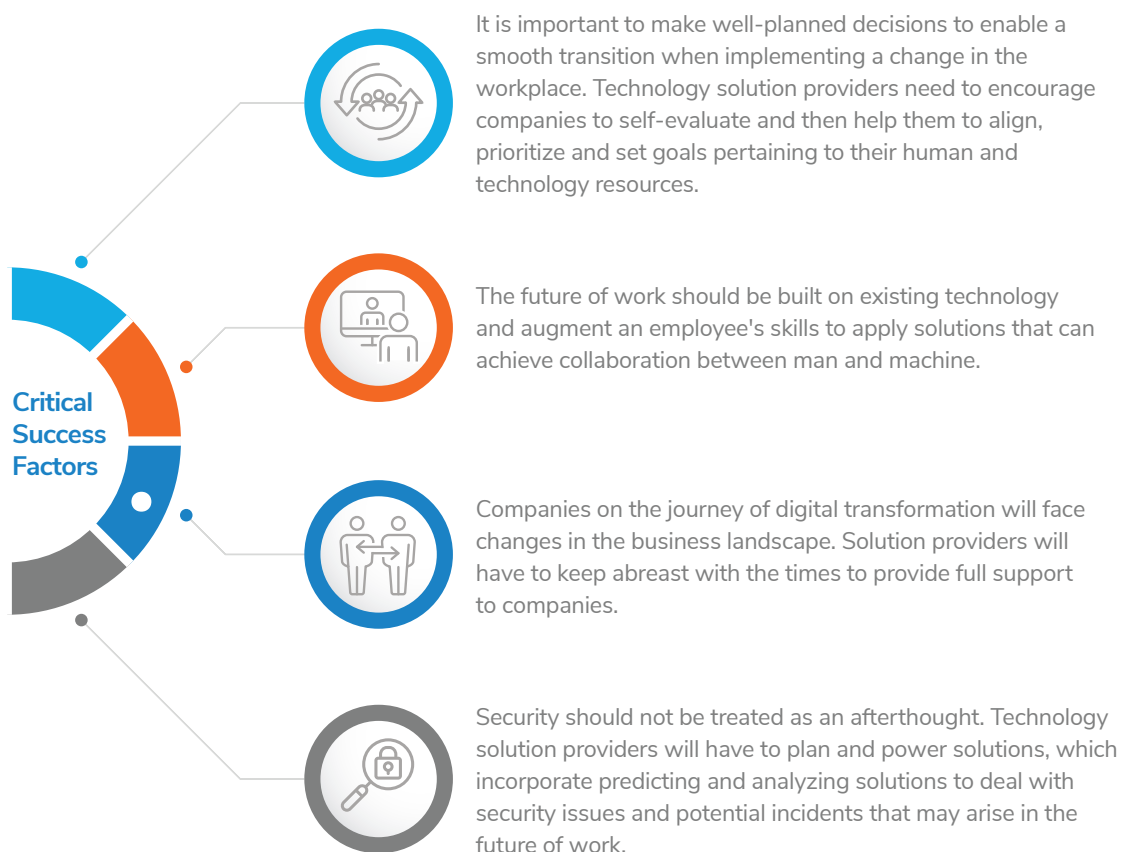 It is important to make well-planned decisions to enable a
smooth transition when implementing a change in the
workplace. Technology solution providers need to encourage
companies to self-evaluate and then help them to align,
prioritize and set goals pertaining to their human and
technology resources.
The future of work should be built on existing technology
and augment an employee's skills to apply solutions that can
achieve collaboration between man and machine.
Critical
Success
Factors
Companies on the journey of digital transformation will face
changes in the business landscape. Solution providers will
have to keep abreast with the times to provide full support
to companies.
Security should not be treated as an afterthought. Technology
solution providers will have to plan and power solutions, which
incorporate predicting and analyzing solutions to deal with
security issues and potential incidents that may arise in the
future of work.